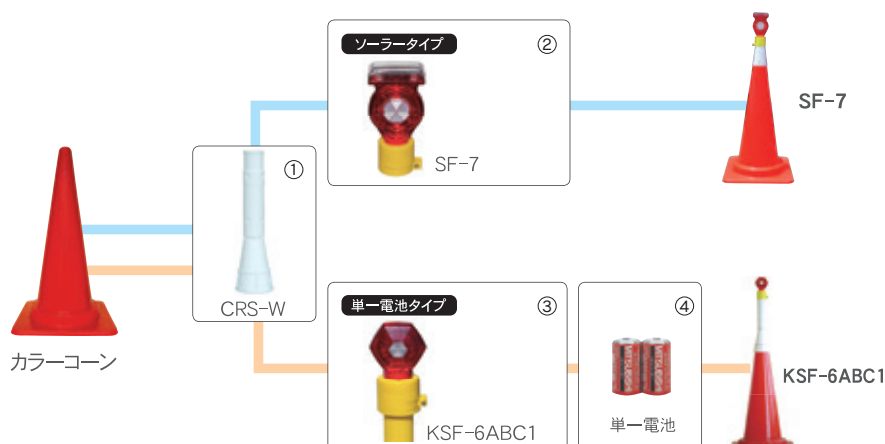 ソーラータイプ
②
SF-7
SF-7
①
CRS-W
カラーコーン
単一電池タイプ
③
KSF-6ABC1
④
単一電池
KSF-6ABC1